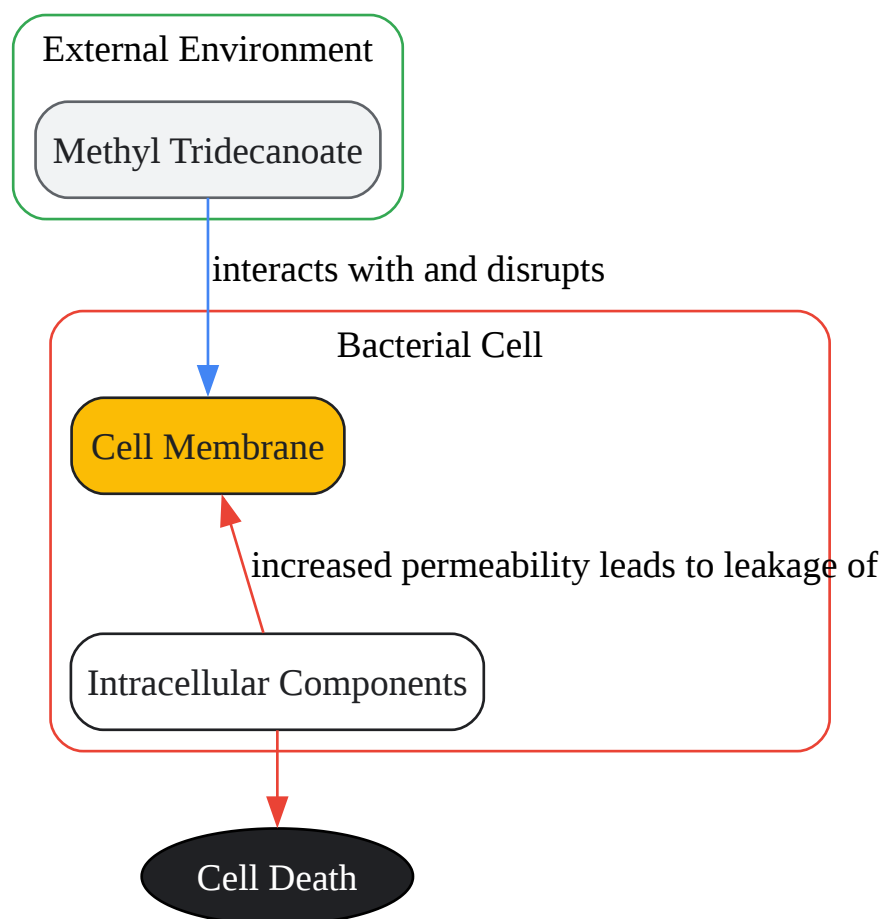 External Environment
Methyl Tridecanoate
interacts with and disrupts
Bacterial Cell
Cell Membrane
increased permeability leads to leakage of
Intracellular Components
Cell Death